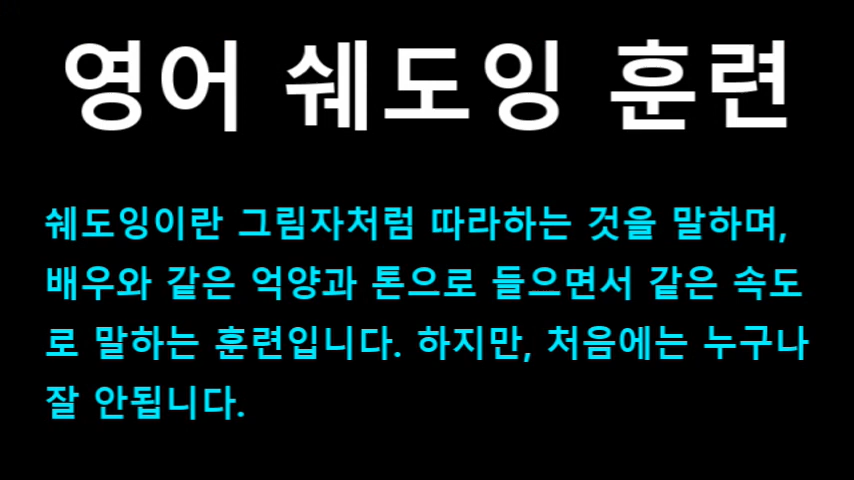 영어 쉐도잉 훈련
쉐도잉이란 그림자처럼 따라하는 것을 말하며,
배우와 같은 억양과 톤으로 들으면서 같은 속도
로 말하는 훈련입니다. 하지만, 처음에는 누구나
잘 안됩니다.